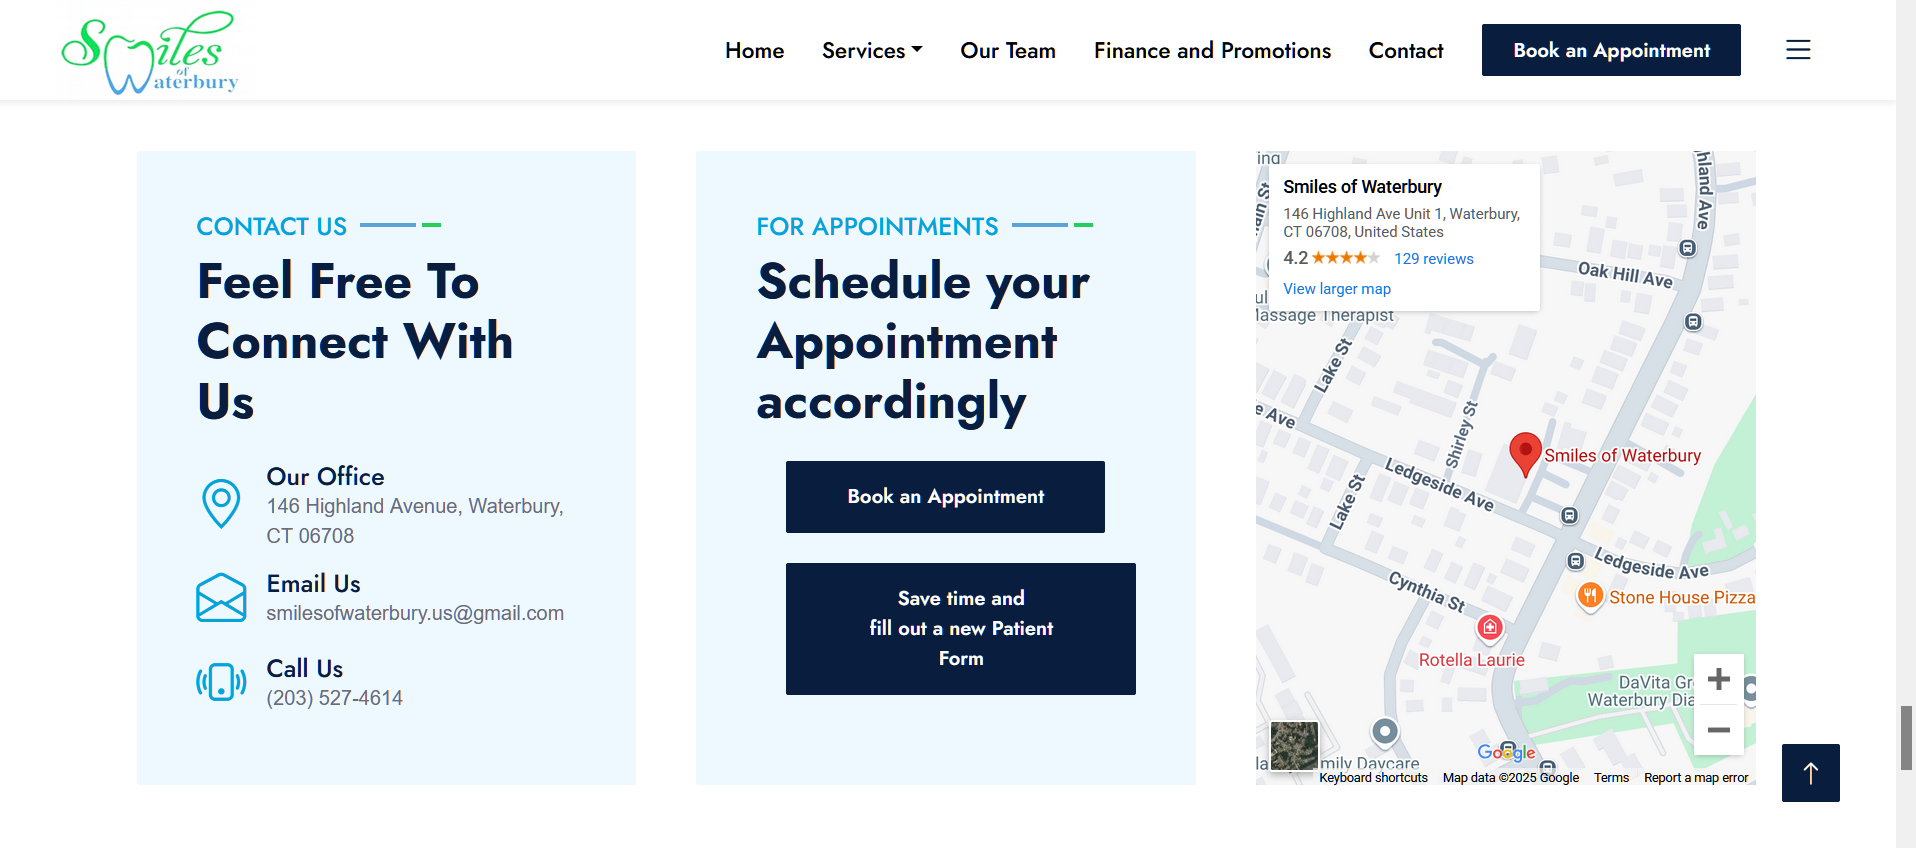 Smiles
of
Waterbury
Home
Services
Our Team
Finance and Promotions
Contact
Book an Appointment
CONTACT US
Feel Free To
Connect With
Us
Our Office
146 Highland Avenue, Waterbury,
CT 06708
Email Us
smilesofwaterbury.us@gmail.com
Call Us
(203) 527-4614
FOR APPOINTMENTS
Schedule your
Appointment
accordingly
Book an Appointment
Save time and
fill out a new Patient
Form
Smiles of Waterbury
146 Highland Ave Unit 1, Waterbury,
CT 06708, United States
4.2
129 reviews
View larger map
hland Ave
Oak Hill Ave
Massage Therapist
Lake St
e Ave
Shirley St
Smiles of Waterbury
Ledgeside Ave
Lake St
Ledgeside Ave
Cynthia St
Stone House Pizza
Rotella Laurie
DaVita Gr
Waterbury Dia
Google
mily Daycare
Keyboard shortcuts
Map data ©2025 Google
Terms
Report a map error